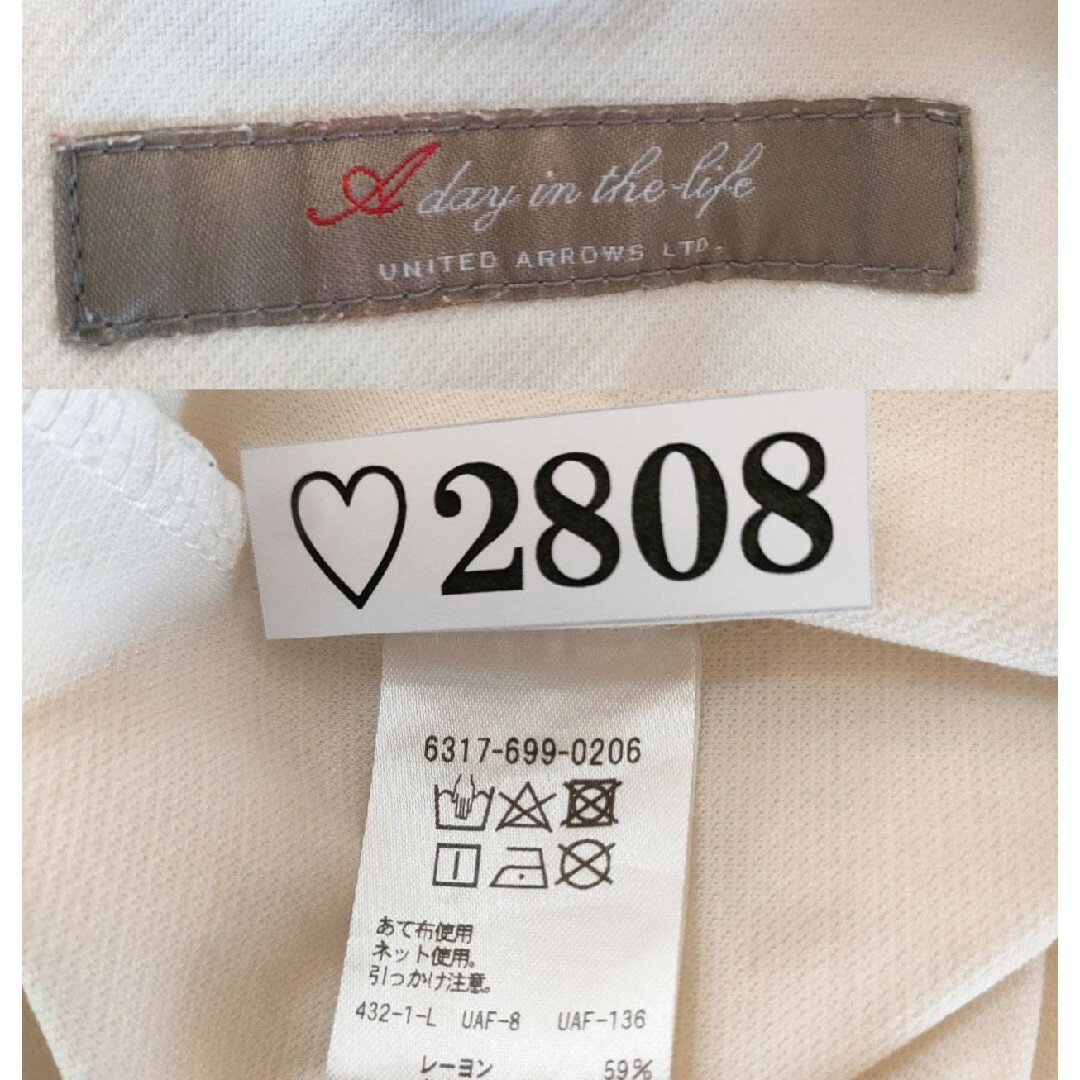 A day in the life
UNITED ARROWS LTD.
♡2808
6317-699-0206
あて布使用
ネット使用。
引っかけ注意。
432-1-L UAF-8 UAF-136
レーヨン 59%